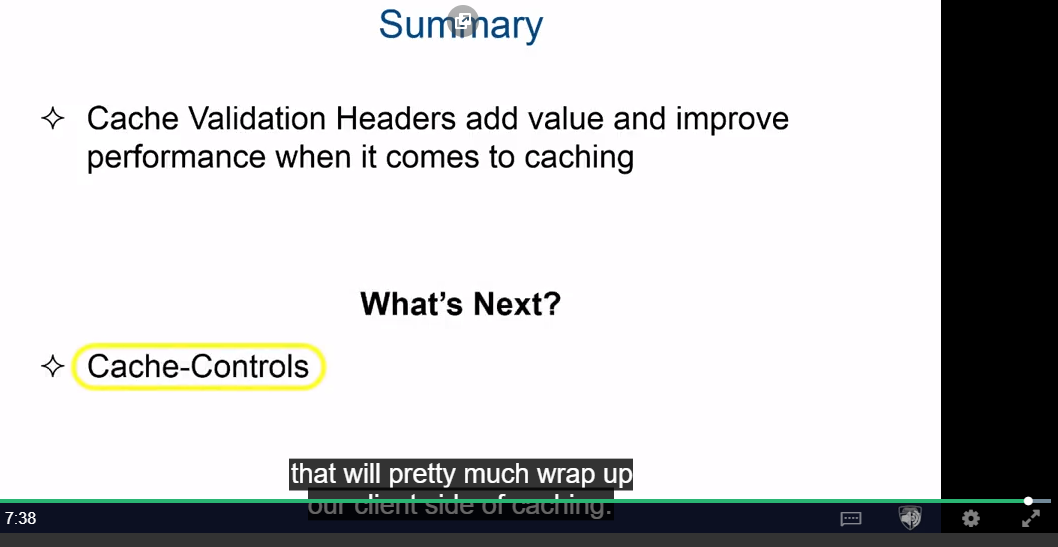 Summary
Cache Validation Headers add value and improve
performance when it comes to caching
What's Next?
Cache-Controls
that will pretty much wrap up
our client side of caching.
7:38